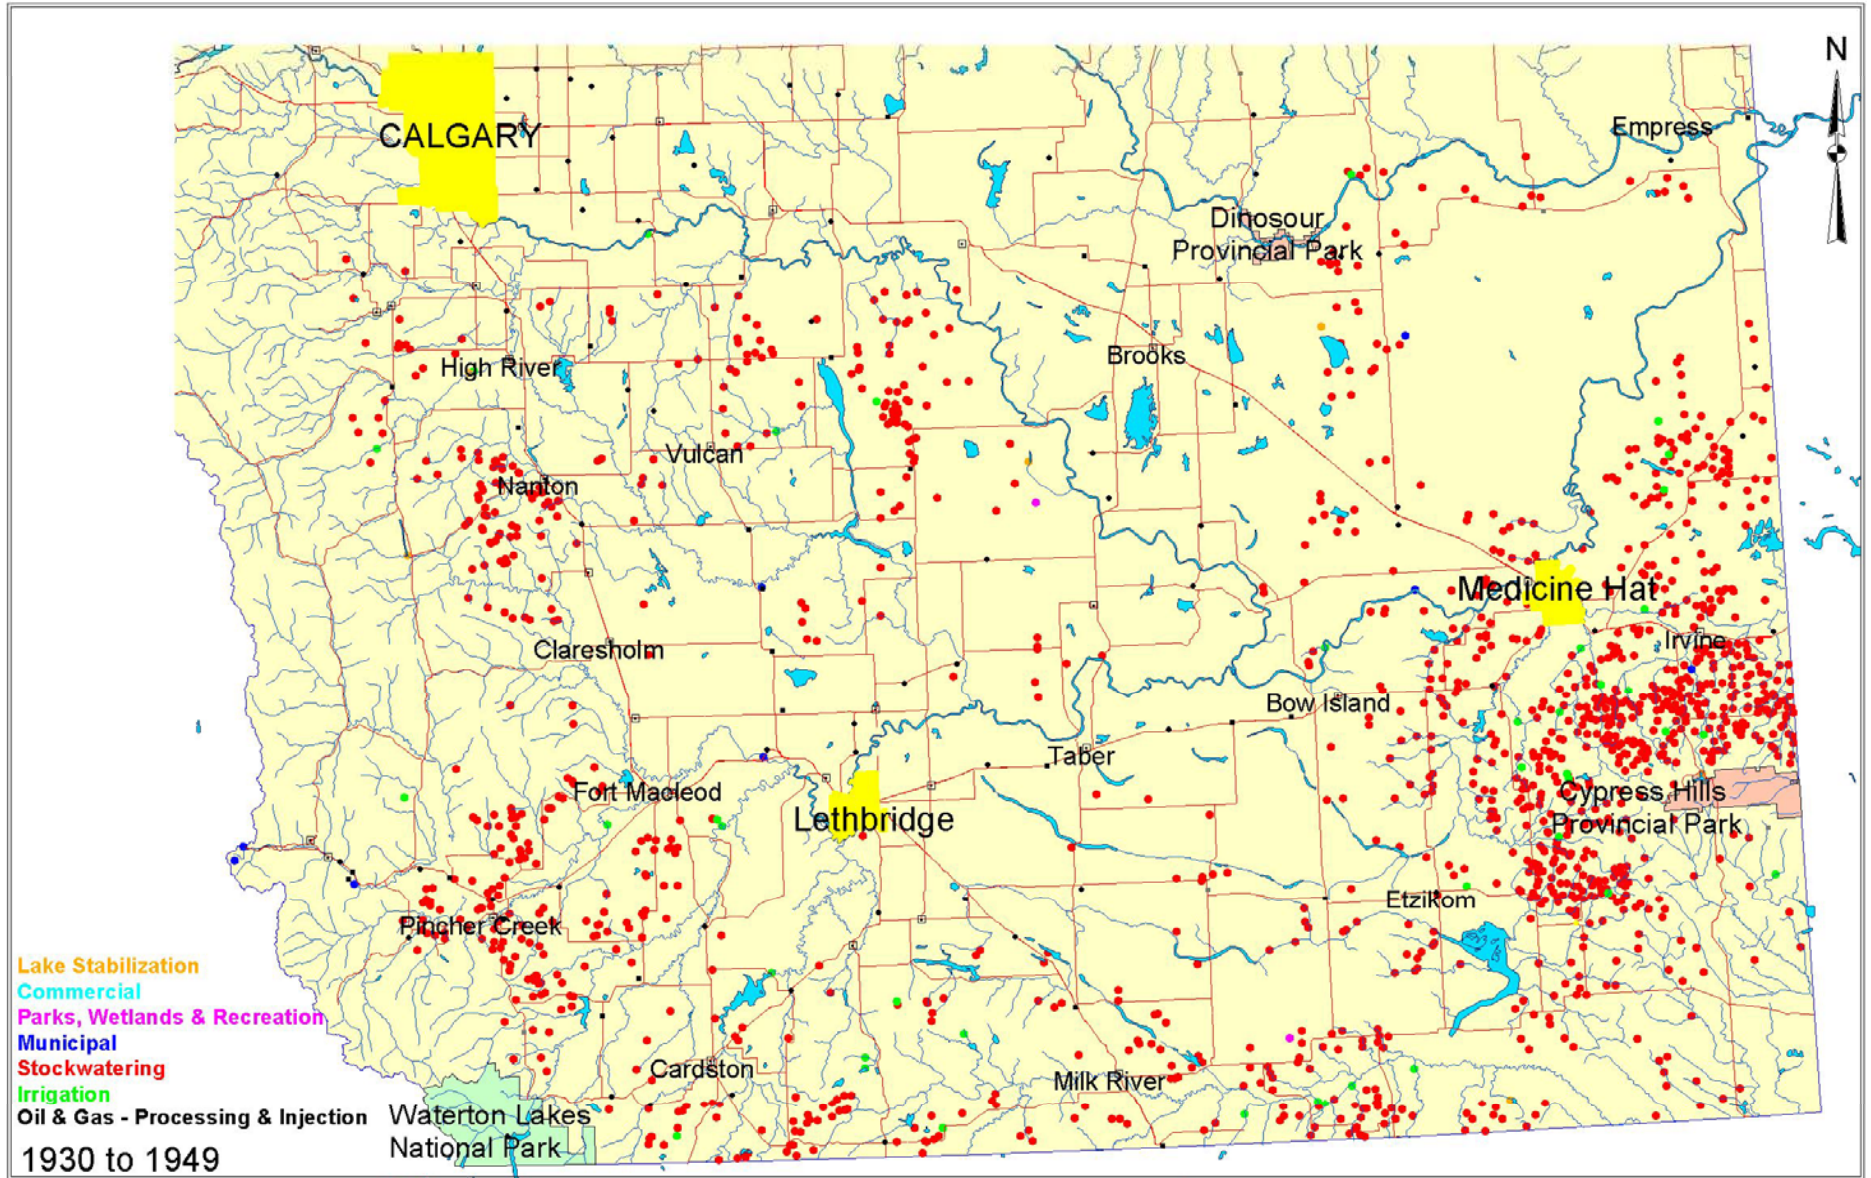 N
CALGARY
Empress
Dinosour
Provincial Park
Brooks
High River
Vulcan
Nanton
Medicine Hat
Irvine
Claresholm
Bow Island
Taber
Fort Macleod
Lethbridge
Cypress Hills
Provincial Park
Etzikom
Pincher Creek
Lake Stabilization
Commercial
Parks, Wetlands & Recreation
Municipal
Stockwatering
Irrigation
Oil & Gas - Processing & Injection
1930 to 1949
Cardston
Milk River
Waterton Lakes
National Park